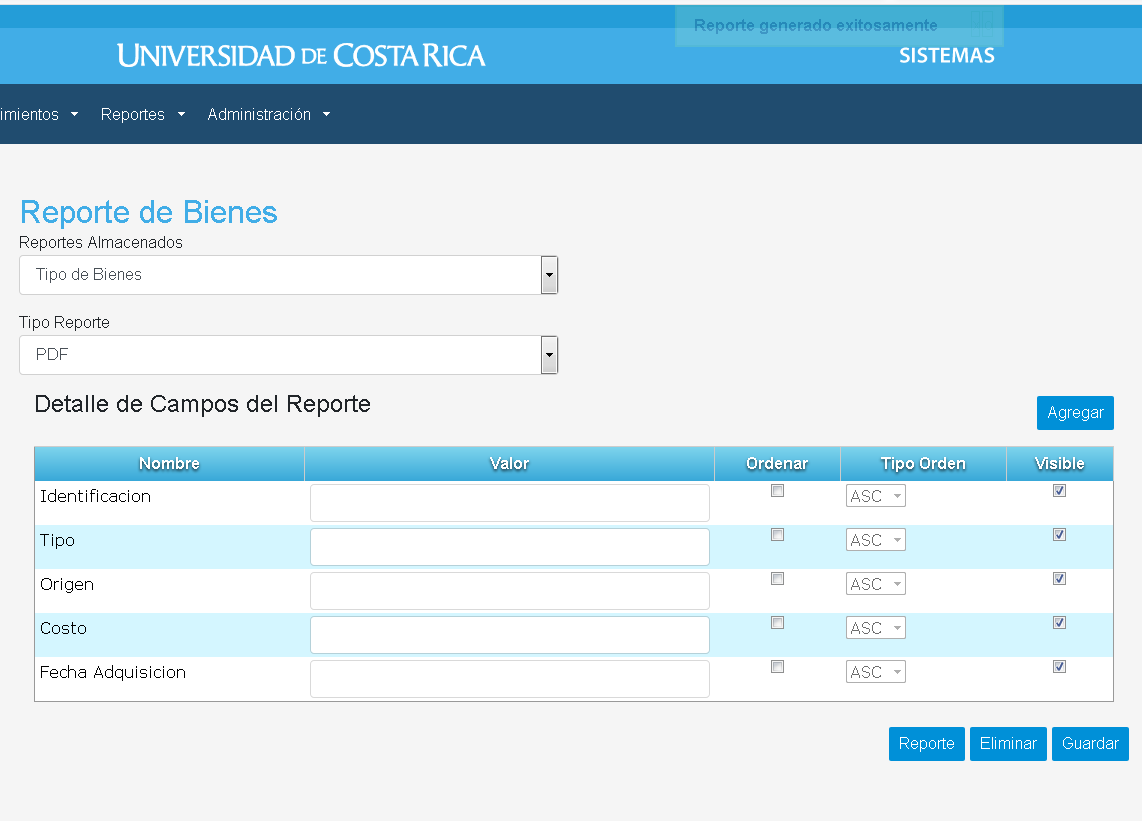 Reporte generado exitosamente
UNIVERSIDAD DE COSTA RICA
SISTEMAS
imientos Reportes Administración
Reporte de Bienes
Reportes Almacenados
Tipo de Bienes
Tipo Reporte
PDF
Detalle de Campos del Reporte
Agregar
Nombre Valor Ordenar Tipo Orden Visible
Identificacion ASC
Tipo ASC
Origen ASC
Costo ASC
Fecha Adquisicion ASC
Reporte Eliminar Guardar